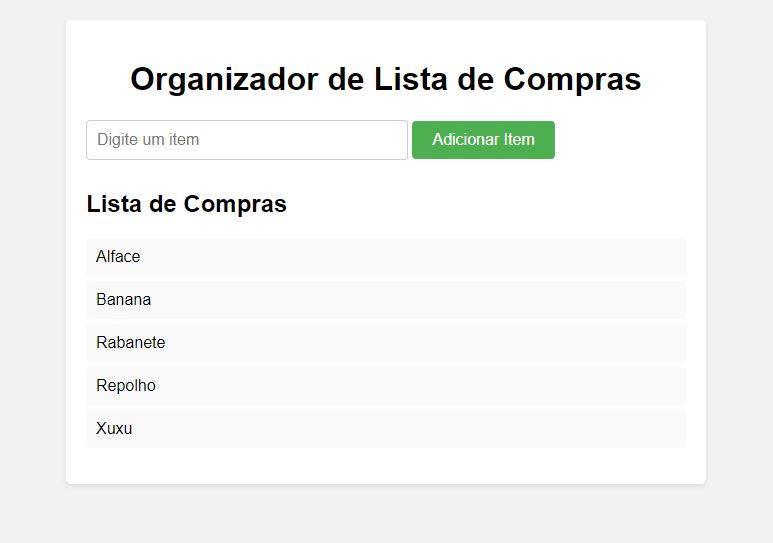 Organizador de Lista de Compras
Digite um item Adicionar Item
Lista de Compras
Alface
Banana
Rabanete
Repolho
Xuxu